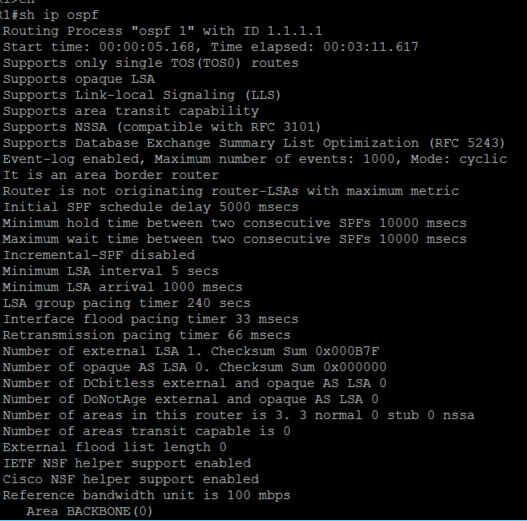 R1#sh ip ospf
Routing Process "ospf 1" with ID 1.1.1.1
Start time: 00:00:05.168, Time elapsed: 00:03:11.617
Supports only single TOS(TOS0) routes
Supports opaque LSA
Supports Link-local Signaling (LLS)
Supports area transit capability
Supports NSSA (compatible with RFC 3101)
Supports Database Exchange Summary List Optimization (RFC 5243)
Event-log enabled, Maximum number of events: 1000, Mode: cyclic
It is an area border router
Router is not originating router-LSAs with maximum metric
Initial SPF schedule delay 5000 msecs
Minimum hold time between two consecutive SPFs 10000 msecs
Maximum wait time between two consecutive SPFs 10000 msecs
Incremental-SPF disabled
Minimum LSA interval 5 secs
Minimum LSA arrival 1000 msecs
LSA group pacing timer 240 secs
Interface flood pacing timer 33 msecs
Retransmission pacing timer 66 msecs
Number of external LSA 1. Checksum Sum 0x000B7F
Number of opaque AS LSA 0. Checksum Sum 0x000000
Number of DCbitless external and opaque AS LSA 0
Number of DoNotAge external and opaque AS LSA 0
Number of areas in this router is 3. 3 normal 0 stub 0 nssa
Number of areas transit capable is 0
External flood list length 0
IETF NSF helper support enabled
Cisco NSF helper support enabled
Reference bandwidth unit is 100 mbps
Area BACKBONE(0)